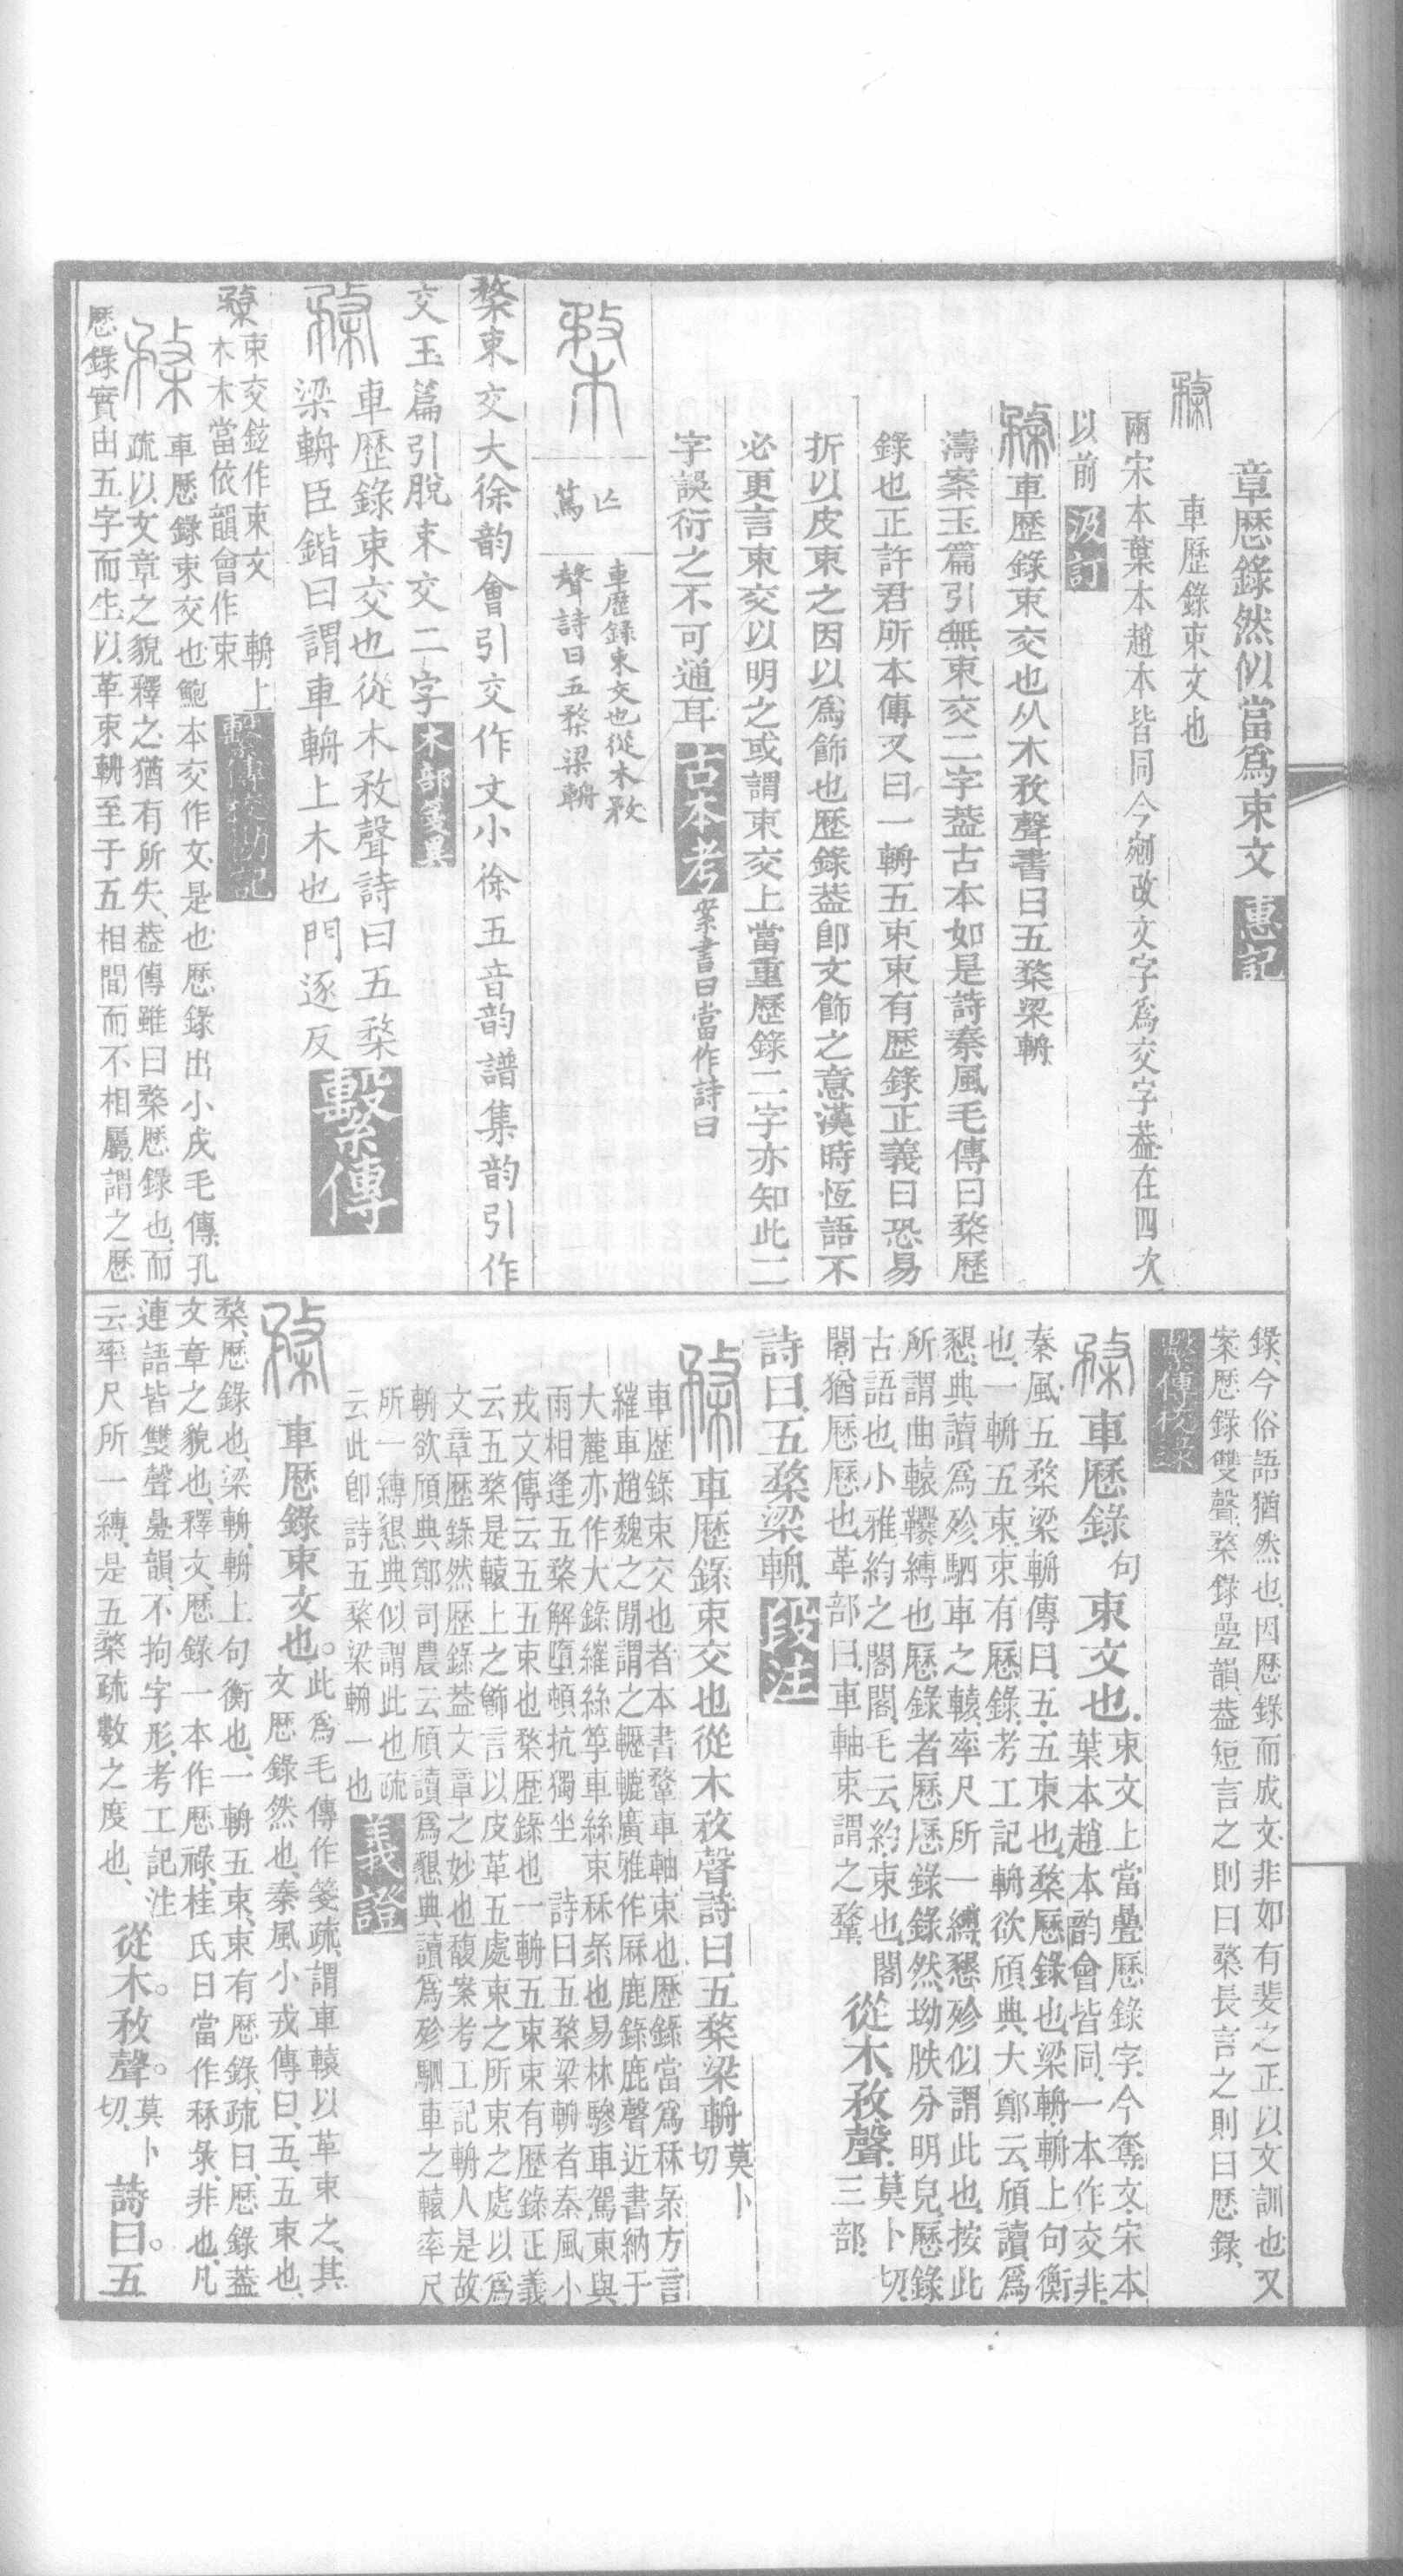 章歴錄然似當爲束文惠記
楘
車歷錄束文也
兩宋本葉本趙本皆同今剜改文字爲交字葢在四次
以前汲訂
楘車歷錄束交也从木敄聲書曰五楘梁輈
濤案玉篇引無束交二字葢古本如是詩秦風毛傳曰楘歷
錄也正許君所本傳又曰一輈五束束有歷錄正義曰恐易
折以皮束之因以爲飾也歷錄葢即文飾之意漢時恆語不
必更言束交以明之或謂束交上當重歷錄二字亦知此二
字誤衍之不可通耳古本考案書曰當作詩曰
楘
亾
篤
車歷錄束交也從木敄
聲詩曰五楘梁輈
楘束交大徐韵會引交作文小徐五音韵譜集韵引作
交玉篇引脫束交二字木部箋異
楘車歷錄束交也從木敄聲詩曰五楘
梁輈臣鍇曰謂車輈上木也門逐反繫傳
楘束交鉉作束文 輈上
木木當依韻會作束繫傳校勘記
楘車歷錄束交也鮑本交作文是也歷錄出小戎毛傳孔
疏以文章之貌釋之猶有所失葢傳雖曰楘歷錄也而
歷錄實由五字而生以革束輈至于五相間而不相屬謂之歷
錄今俗語猶然也因歷錄而成文非如有斐之正以文訓也又
案歷錄雙聲楘錄疊韻葢短言之則曰楘長言之則曰歷錄
繫傳校錄
楘車歷錄句束文也束文上當疊歷錄字今奪文宋本
葉本趙本韵會皆同一本作交非
秦風五楘梁輈傳曰五五束也楘歷錄也梁輈輈上句衡
也一輈五束束有歷錄考工記輈欲頎典大鄭云頎讀爲
懇典讀爲殄駟車之轅率尺所一縛懇殄似謂此也按此
所謂曲轅䡮縛也歷錄者歷歷錄錄然坳胅分明皃歷錄
古語也小雅約之閣閣毛云約束也閣
閣猶歷歷也革部曰車軸束謂之鞪從木敄聲莫卜切
三部
詩曰五楘梁輈段注
楘車歷錄束交也從木敄聲詩曰五楘梁輈莫卜
切
車歷錄束交也者本書鞪車軸束也歷錄當爲秝彔方言
維車趙魏之閒謂之轣轆廣雅作厤鹿錄鹿聲近書納于
大麓亦作大錄維絲箏車絲束秝彔也易林驂車駕東與
雨相逢五楘解墮頓抗獨坐 詩曰五楘梁輈者秦風小
戎文傳云五五束也楘歷錄也一輈五束束有歷錄正義
云五楘是轅上之飾言以皮革五處束之所束之處以爲
文章歷錄然歷錄葢文章之妙也馥案考工記輈人是故
輈欲頎典鄭司農云頎讀爲懇典讀爲殄駟車之轅率尺
所一縛懇典似謂此也疏
云此卽詩五楘梁輈一也義證
楘車歷錄束文也此爲毛傳作箋疏謂車轅以革束之其
文歷錄然也秦風小戎傳曰五五束也
楘歷錄也梁輈輈上句衡也一輈五束束有歷錄疏曰歷錄葢
文章之貌也釋文歷錄一本作歷祿桂氏曰當作秝彔非也凡
連語皆雙聲疊韻不拘字形考工記注
云率尺所一縛是五楘疏數之度也從木敄聲莫卜
切詩曰五